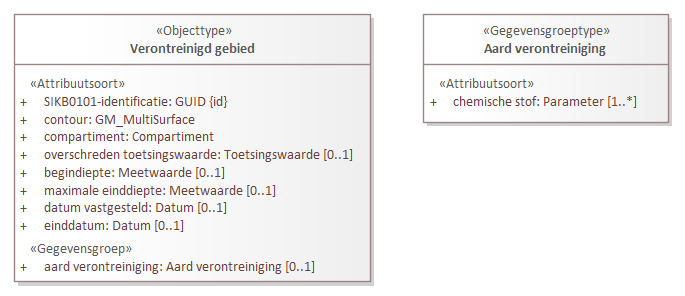 «Objecttype»
Verontreinigd gebied
«Attribuutsoort»
+ SIKB0101-identificatie: GUID {id}
+ contour: GM_MultiSurface
+ compartiment: Compartiment
+ overschreden toetsingswaarde: Toetsingswaarde [0..1]
+ begindiepte: Meetwaarde [0..1]
+ maximale einddiepte: Meetwaarde [0..1]
+ datum vastgesteld: Datum [0..1]
+ einddatum: Datum [0..1]
«Gegevensgroep»
+ aard verontreiniging: Aard verontreiniging [0..1]
«Gegevensgroeptype»
Aard verontreiniging
«Attribuutsoort»
+ chemische stof: Parameter [1..*]